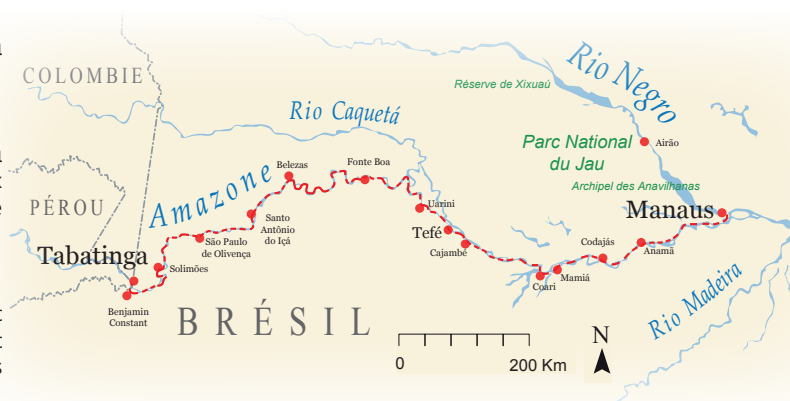 COLOMBIE
PÉROU
BRÉSIL
Rio Caquetá
Amazone
Rio Negro
Rio Madeira
Réserve de Xixuaú
Parc National
du Jau
Archipel des Anavilhanas
Airão
Manaus
Belezas
Fonte Boa
Uarini
Tefé
Cajambé
Santo
Antônio
do Içá
São Paulo
de Olivença
Tabatinga
Solimões
Benjamin
Constant
Codajás
Anamã
Mamiá
Coari
0
200 Km
N